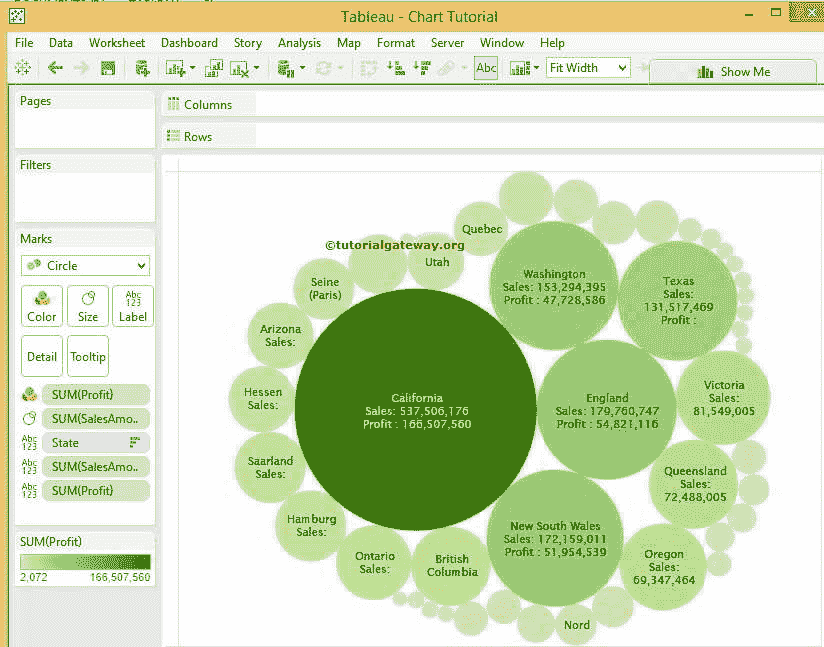 Tableau - Chart Tutorial
File Data Worksheet Dashboard Story Analysis Map Format Server Window Help
Abc
Fit Width
Show Me
Pages
Columns
Rows
Filters
Marks
Circle
Color
Size
Abc
123
Label
Detail
Tooltip
SUM(Profit)
SUM(SalesAmo..
Abc
123
State
Abc
123
SUM(SalesAmo..
Abc
123
SUM(Profit)
SUM(Profit)
2,072
166,507,560
©tutorialgateway.org
Quebec
Utah
Seine
(Paris)
Washington
Sales: 153,294,395
Profit : 47,728,586
Texas
Sales:
131,517,469
Profit :
Arizona
Sales:
Hessen
Sales:
California
Sales: 537,506,176
Profit : 166,507,560
England
Sales: 179,760,747
Profit : 54,821,116
Victoria
Sales:
81,549,005
Saarland
Sales:
Queensland
Sales:
72,488,005
Hamburg
Sales:
New South Wales
Sales: 172,159,011
Profit : 51,954,539
Ontario
Sales:
British
Columbia
Oregon
Sales:
69,347,464
Nord